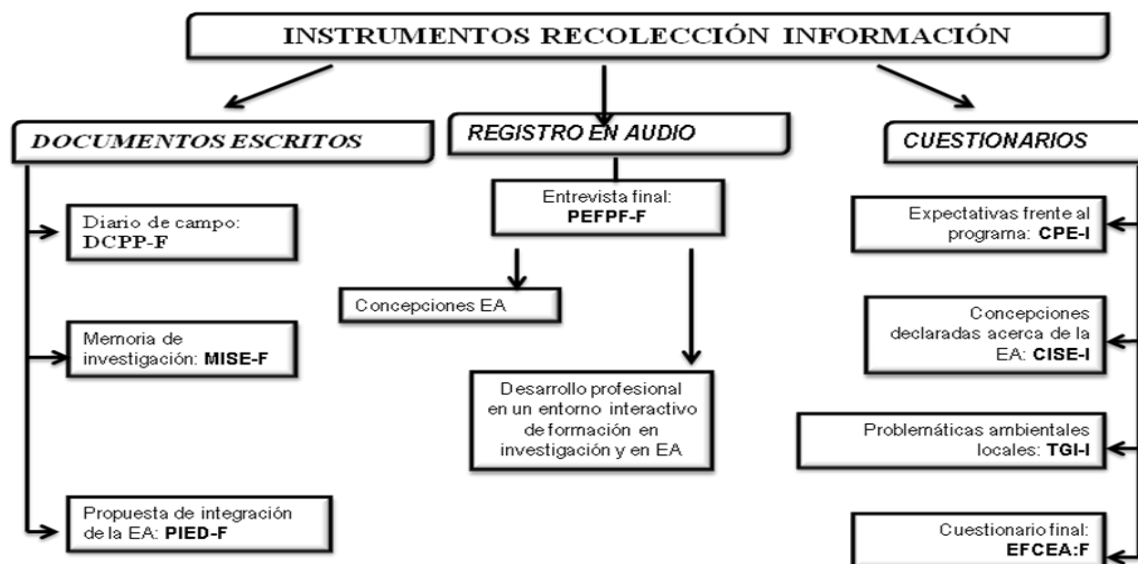 INSTRUMENTOS RECOLECCIÓN INFORMACIÓN
DOCUMENTOS ESCRITOS
Diario de campo:
DCPP-F
Memoria de
investigación: MISE-F
Propuesta de integración
de la EA: PIED-F
REGISTRO EN AUDIO
Entrevista final:
PEFPF-F
Concepciones EA
Desarrollo profesional
en un entorno interactivo
de formación en
investigación y en EA
CUESTIONARIOS
Expectativas frente al
programa: CPE-I
Concepciones
declaradas acerca de la
EA: CISE-I
Problemáticas ambientales
locales: TGI-I
Cuestionario final:
EFCEA:F